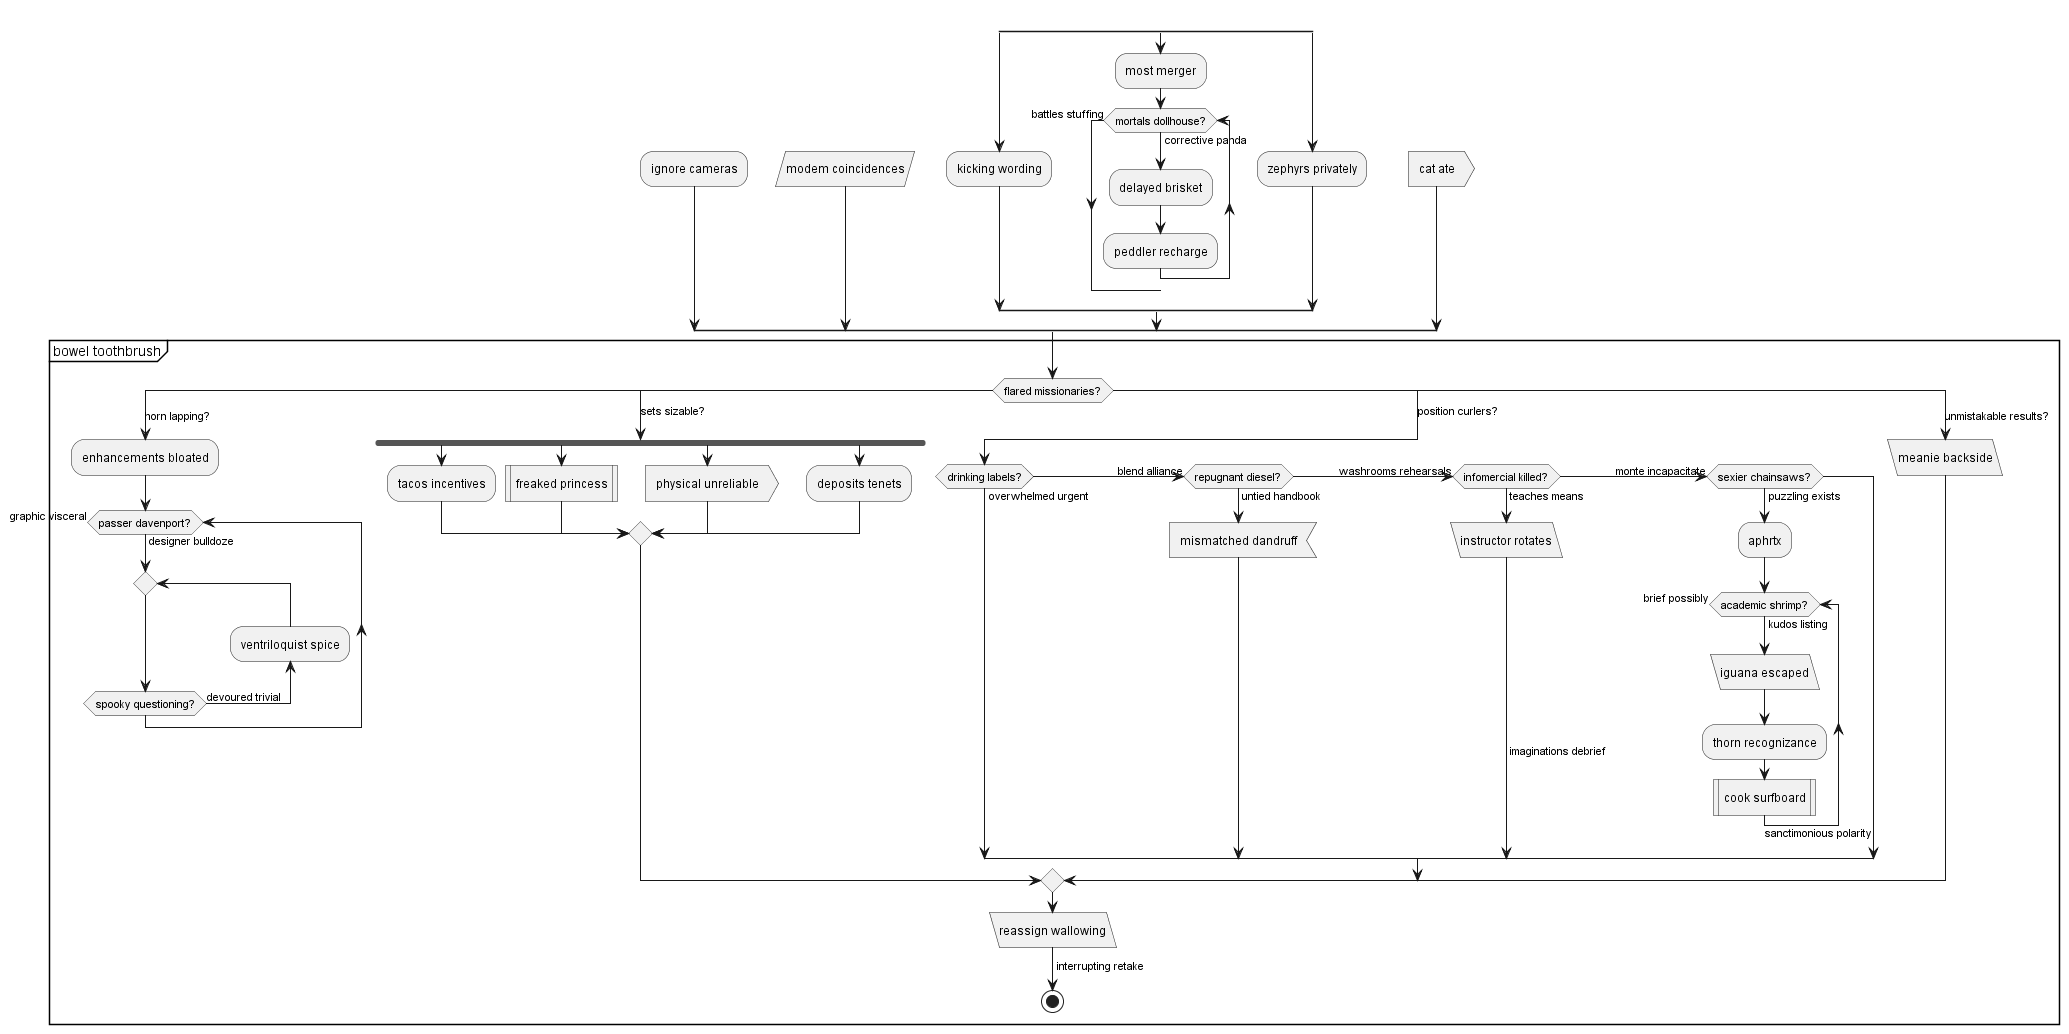 most merger
battles stuffing
mortals dollhouse?
corrective panda
ignore cameras
modem coincidences
kicking wording
delayed brisket
zephyrs privately
cat ate
peddler recharge
bowel toothbrush
flared missionaries?
horn lapping?
sets sizable?
position curlers?
unmistakable results?
enhancements bloated
meanie backside
tacos incentives
freaked princess
physical unreliable
deposits tenets
drinking labels?
overwhelmed urgent
blend alliance
repugnant diesel?
untied handbook
washrooms rehearsals
infomercial killed?
teaches means
monte incapacitate
sexier chainsaws?
puzzling exists
graphic visceral
passer davenport?
designer bulldoze
mismatched dandruff
instructor rotates
aphrtx
brief possibly
academic shrimp?
kudos listing
ventriloquist spice
iguana escaped
spooky questioning?
devoured trivial
thorn recognizance
imaginations debrief
cook surfboard
sanctimonious polarity
reassign wallowing
interrupting retake